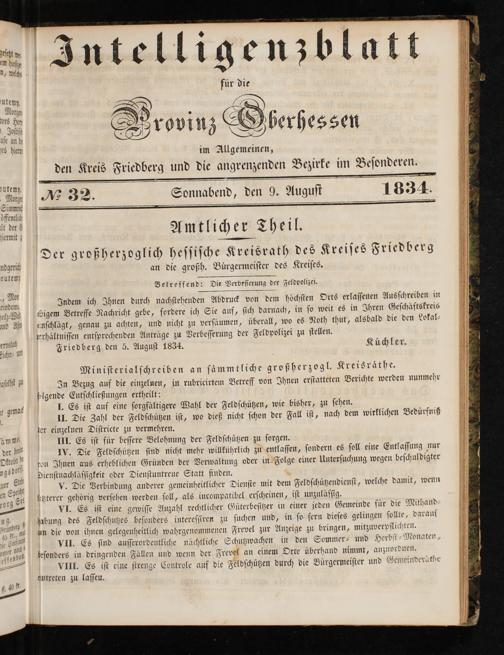 Intelligenzblatt
für die
Provinz Oberhessen
im Allgemeinen,
den Kreis Friedberg und die angrenzenden Bezirke im Besonderen.
№ 32. Sonnabend, den 9. August 1834.
Amtlicher Theil.
Der großherzoglich hessische Kreisrath des Kreises Friedberg
an die großh. Bürgermeister des Kreises.
Betreffend: Die Verbesserung der Feldpolizei.
Indem ich Ihnen durch nachstehenden Abdruck von dem höchsten Orts erlassenen Ausschreiben in
obigem Betreffe Nachricht gebe, fordere ich Sie auf, sich darnach, in so weit es in Ihren Geschäftskreis
einschlägt, genau zu achten, und nicht zu versäumen, überall, wo es Noth thut, alsbald die den Lokal-
verhältnissen entsprechenden Anträge zu Verbesserung der Feldpolizei zu stellen.
Friedberg den 5. August 1834. Küchler.
Ministerialschreiben an sämmtliche großherzogl. Kreisräthe.
In Bezug auf die einzelnen, in rubricirtem Betreff von Ihnen erstatteten Berichte werden nunmehr
folgende Entschließungen ertheilt:
I. Es ist auf eine sorgfältigere Wahl der Feldschützen, wie bisher, zu sehen.
II. Die Zahl der Feldschützen ist, wo dieß nicht schon der Fall ist, nach dem wirklichen Bedürfniß
der einzelnen Districte zu vermehren.
III. Es ist für bessere Belohnung der Feldschützen zu sorgen.
IV. Die Feldschützen sind nicht mehr willkührlich zu entlassen, sondern es soll eine Entlassung nur
von Ihnen aus erheblichen Gründen der Verwaltung oder in Folge einer Untersuchung wegen beschuldigter
Dienstnachlässigkeit oder Dienstuntreue Statt finden.
V. Die Verbindung anderer gemeinheitlicher Dienste mit dem Feldschützendienst, welche damit, wenn
letzterer gehörig versehen werden soll, als incompatibel erscheinen, ist unzulässig.
VI. Es ist eine gewisse Anzahl rechtlicher Güterbesitzer in einer jeden Gemeinde für die Mithand-
habung des Feldschutzes besonders interessiren zu suchen und, in so fern dieses gelingen sollte, darauf
an die von ihnen gelegenheitlich wahrgenommenen Frevel zur Anzeige zu bringen, mitzuverpflichten.
VII. Es sind ausserordentliche nächtliche Schutzwachen in den Sommer- und Herbst-Monaten,
besonders in dringenden Fällen und wenn der Frevel an einem Orte überhand nimmt, anzuordnen.
VIII. Es ist eine strenge Controle auf die Feldschützen durch die Bürgermeister und Gemeinderäthe
eintreten zu lassen.